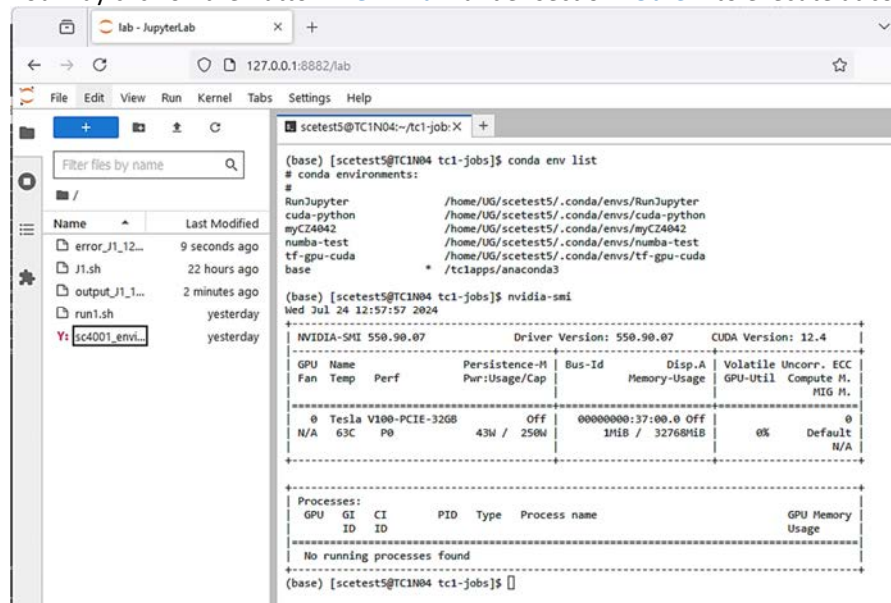 lab - JupyterLab × +
127.0.0.1:8882/lab
File Edit View Run Kernel Tabs Settings Help
+
Filter files by name
/
Name Last Modified
error_J1_12... 9 seconds ago
J1.sh 22 hours ago
output_J1_1... 2 minutes ago
run1.sh yesterday
Y: sc4001_envi... yesterday
scetest5@TC1N04:~/tc1-job: × +
(base) [scetest5@TC1N04 tc1-jobs]$ conda env list
# conda environments:
#
RunJupyter /home/UG/scetest5/.conda/envs/RunJupyter
cuda-python /home/UG/scetest5/.conda/envs/cuda-python
myCZ4042 /home/UG/scetest5/.conda/envs/myCZ4042
numba-test /home/UG/scetest5/.conda/envs/numba-test
tf-gpu-cuda /home/UG/scetest5/.conda/envs/tf-gpu-cuda
base * /tc1apps/anaconda3
(base) [scetest5@TC1N04 tc1-jobs]$ nvidia-smi
Wed Jul 24 12:57:57 2024
| NVIDIA-SMI 550.90.07 Driver Version: 550.90.07 CUDA Version: 12.4 |
| GPU Name Persistence-M | Bus-Id Disp.A | Volatile Uncorr. ECC |
| Fan Temp Perf Pwr:Usage/Cap | Memory-Usage | GPU-Util Compute M. |
| | | MIG M. |
| 0 Tesla V100-PCIE-32GB Off | 00000000:37:00.0 Off | 0 |
| N/A 63C P0 43W / 250W | 1MiB / 32768MiB | 0% Default |
| | | N/A |
| Processes: |
| GPU GI CI PID Type Process name GPU Memory |
| ID ID Usage |
| No running processes found |
(base) [scetest5@TC1N04 tc1-jobs]$